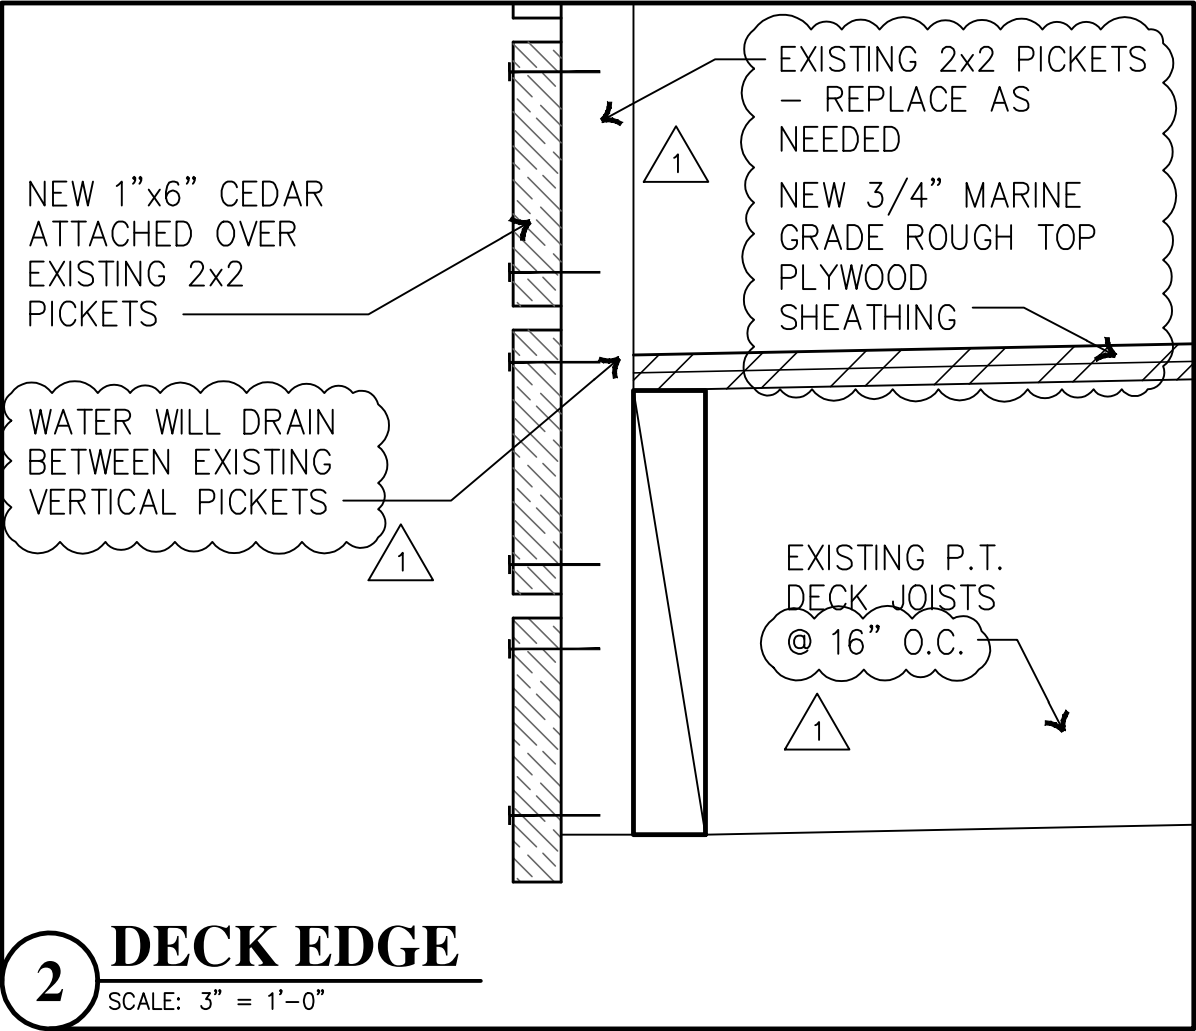 EXISTING 2x2 PICKETS
– REPLACE AS
NEEDED
1
NEW 3/4" MARINE
GRADE ROUGH TOP
PLYWOOD
SHEATHING
NEW 1"x6" CEDAR
ATTACHED OVER
EXISTING 2x2
PICKETS
WATER WILL DRAIN
BETWEEN EXISTING
VERTICAL PICKETS
1
EXISTING P.T.
DECK JOISTS
@ 16" O.C.
1
2
DECK EDGE
SCALE: 3" = 1'-0"